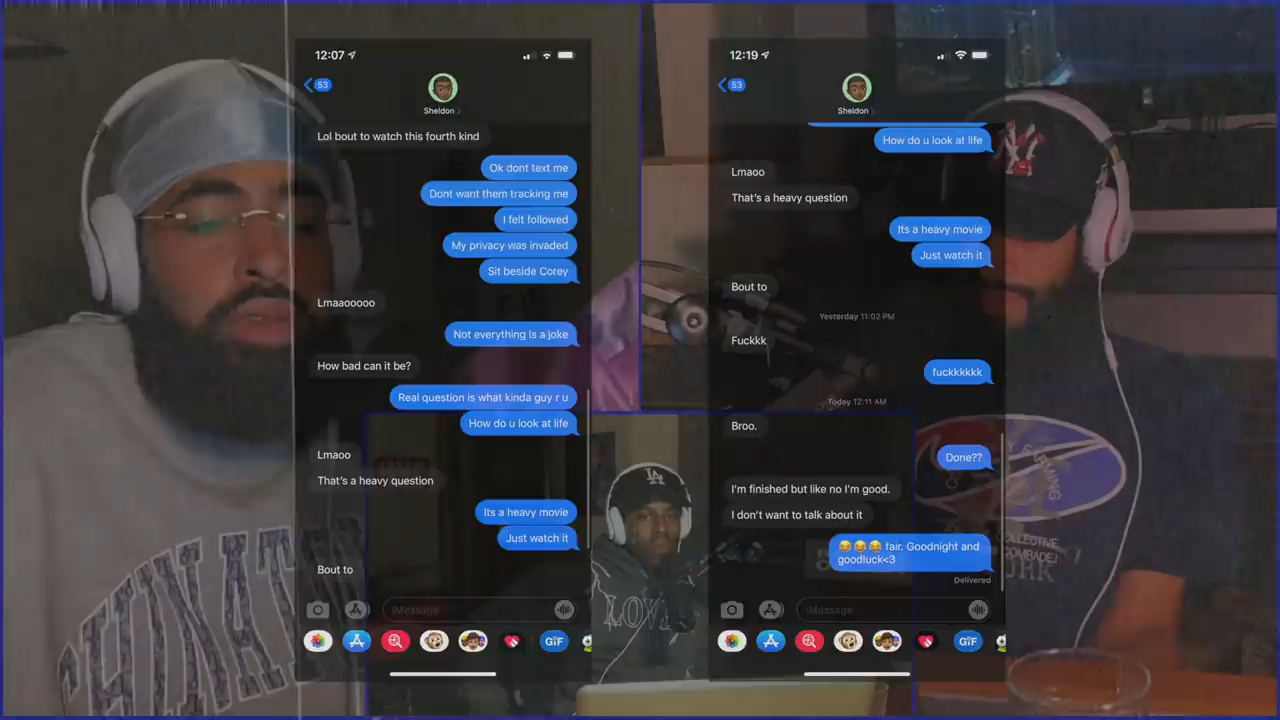 12:07
53
Sheldon
Lol bout to watch this fourth kind
Ok dont text me
Dont want them tracking me
I felt followed
My privacy was invaded
Sit beside Corey
Lmaaooooo
Not everything is a joke
How bad can it be?
Real question is what kinda guy r u
How do u look at life
Lmaoo
That's a heavy question
Its a heavy movie
Just watch it
Bout to
iMessage
GIF
12:19
53
Sheldon
How do u look at life
Lmaoo
That's a heavy question
Its a heavy movie
Just watch it
Bout to
Yesterday 11:02 PM
Fuckkk
fuckkkkkk
Today 12:11 AM
Broo.
Done??
I'm finished but like no I'm good.
I don't want to talk about it
😂😂😂 fair. Goodnight and
goodluck<3
Delivered
iMessage
GIF
LA
NY
FARMING
COLLECTIVE